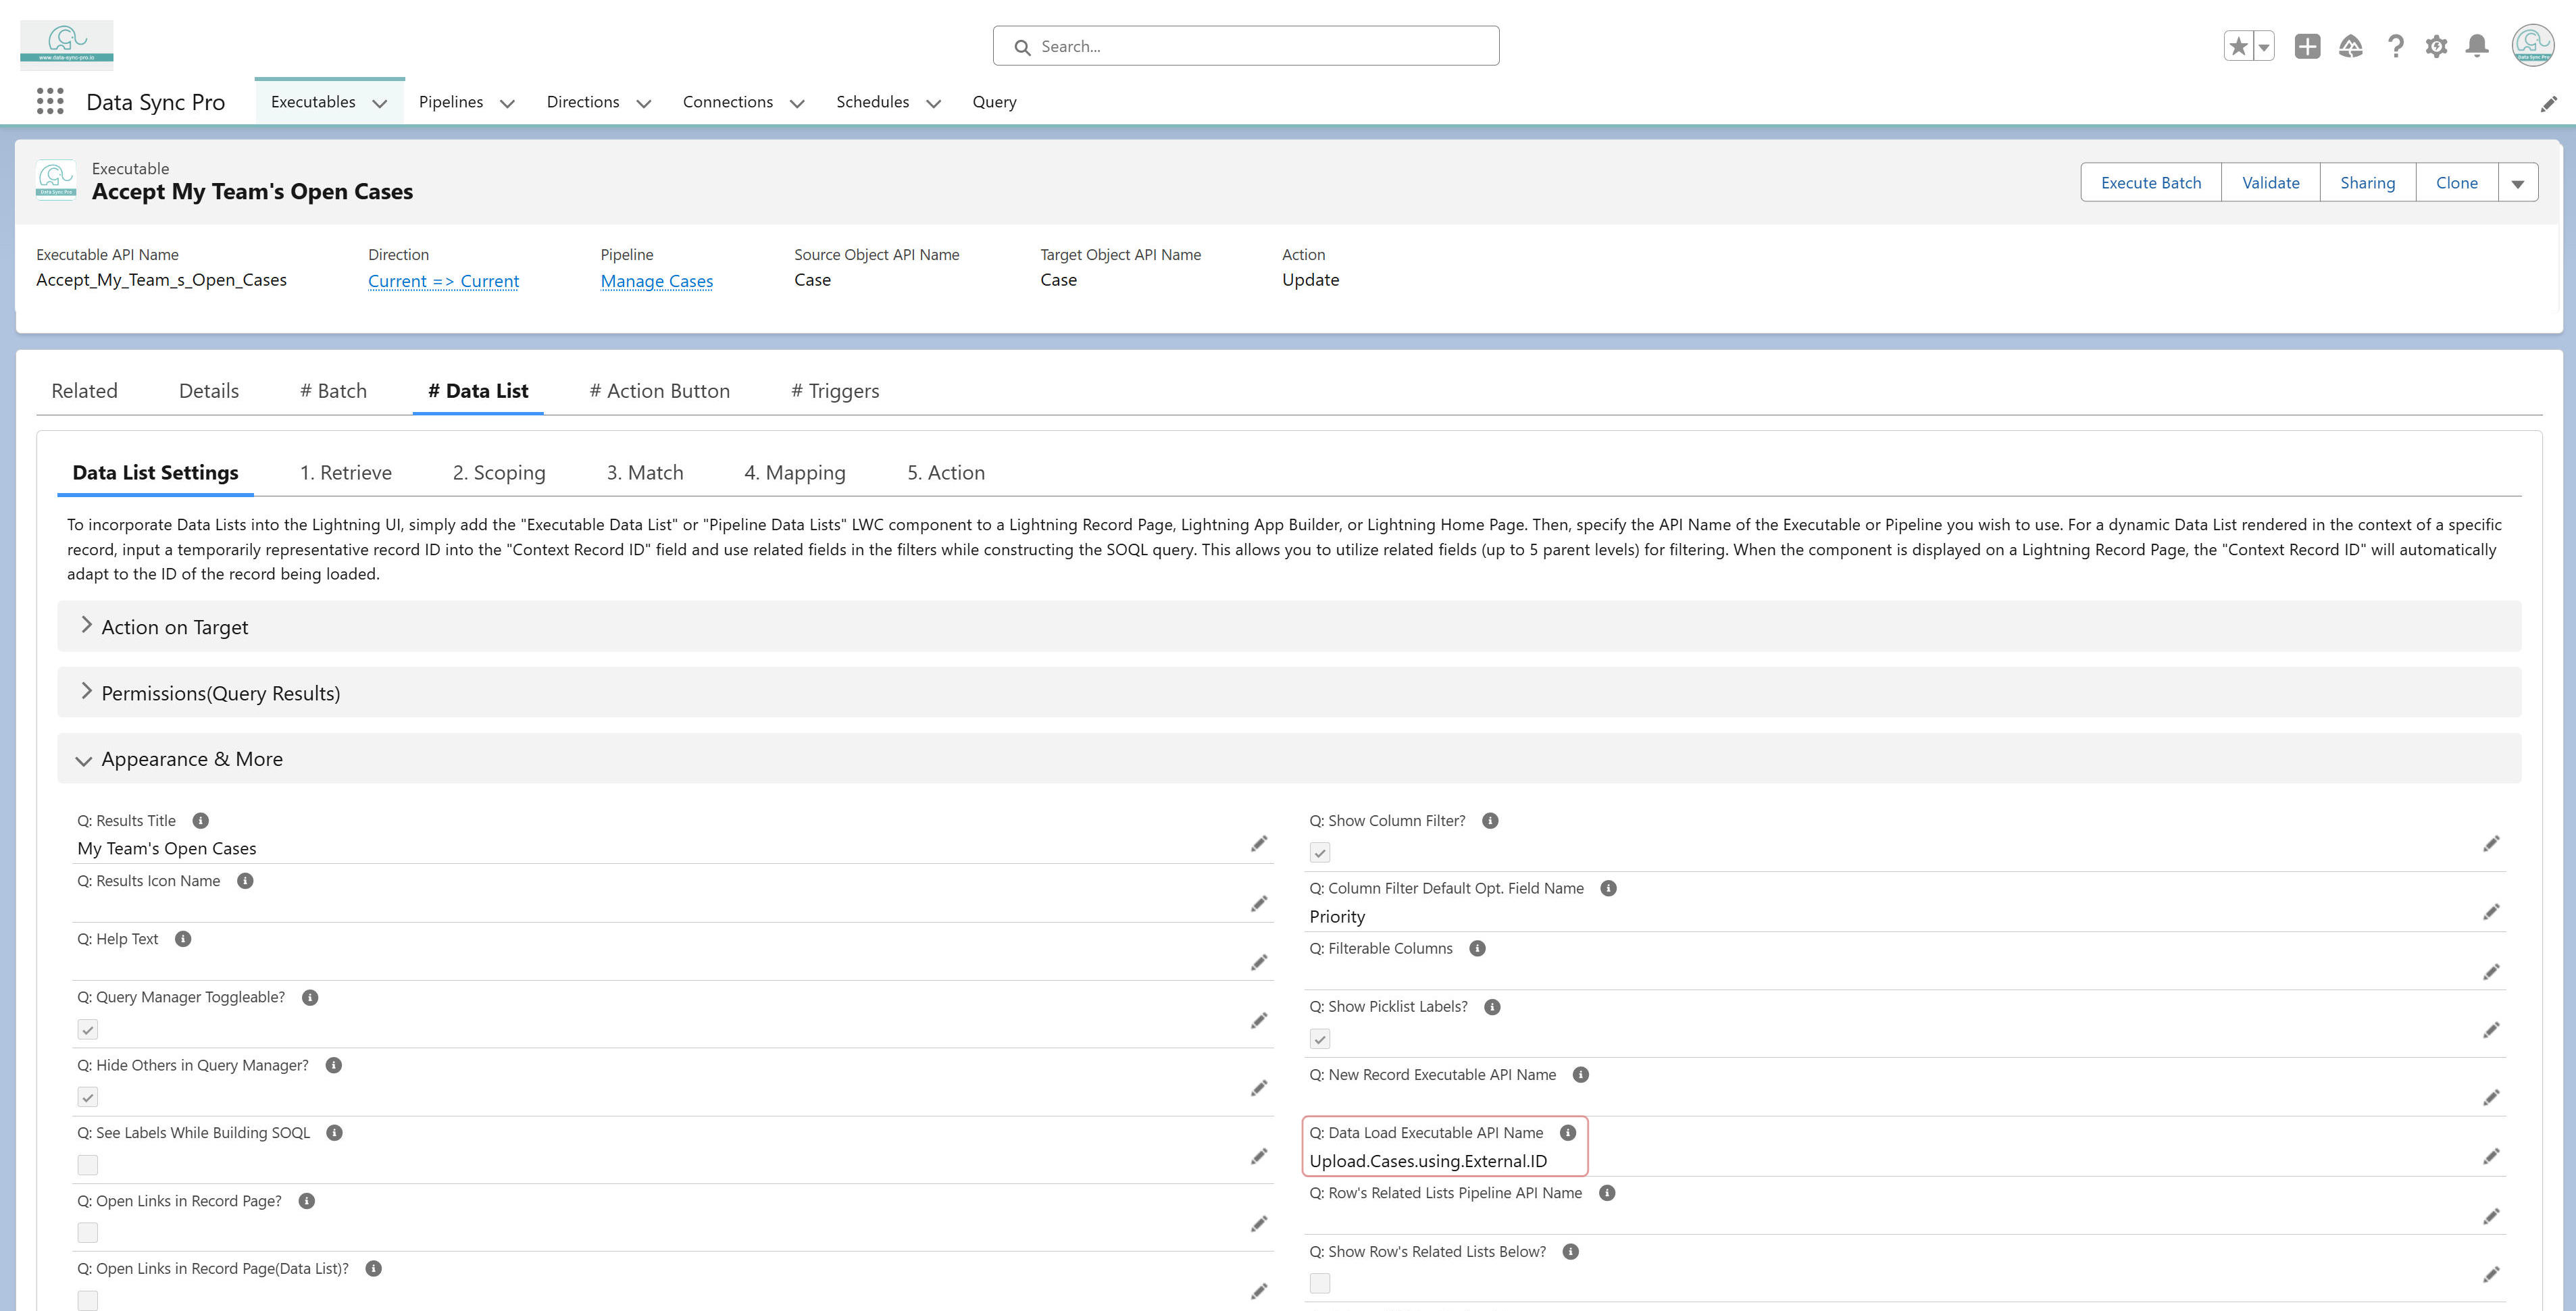 www.data-sync-pro.io
Search...
Data Sync Pro
Executables
Pipelines
Directions
Connections
Schedules
Query
Data Sync Pro
Data Sync Pro
Executable
Accept My Team's Open Cases
Execute Batch
Validate
Sharing
Clone
Executable API Name
Accept_My_Team_s_Open_Cases
Direction
Current => Current
Pipeline
Manage Cases
Source Object API Name
Case
Target Object API Name
Case
Action
Update
Related
Details
# Batch
# Data List
# Action Button
# Triggers
Data List Settings
1. Retrieve
2. Scoping
3. Match
4. Mapping
5. Action
To incorporate Data Lists into the Lightning UI, simply add the "Executable Data List" or "Pipeline Data Lists" LWC component to a Lightning Record Page, Lightning App Builder, or Lightning Home Page. Then, specify the API Name of the Executable or Pipeline you wish to use. For a dynamic Data List rendered in the context of a specific
record, input a temporarily representative record ID into the "Context Record ID" field and use related fields in the filters while constructing the SOQL query. This allows you to utilize related fields (up to 5 parent levels) for filtering. When the component is displayed on a Lightning Record Page, the "Context Record ID" will automatically
adapt to the ID of the record being loaded.
Action on Target
Permissions(Query Results)
Appearance & More
Q: Results Title
My Team's Open Cases
Q: Results Icon Name
Q: Help Text
Q: Query Manager Toggleable?
Q: Hide Others in Query Manager?
Q: See Labels While Building SOQL
Q: Open Links in Record Page?
Q: Open Links in Record Page(Data List)?
Q: Show Column Filter?
Q: Column Filter Default Opt. Field Name
Priority
Q: Filterable Columns
Q: Show Picklist Labels?
Q: New Record Executable API Name
Q: Data Load Executable API Name
Upload.Cases.using.External.ID
Q: Row's Related Lists Pipeline API Name
Q: Show Row's Related Lists Below?